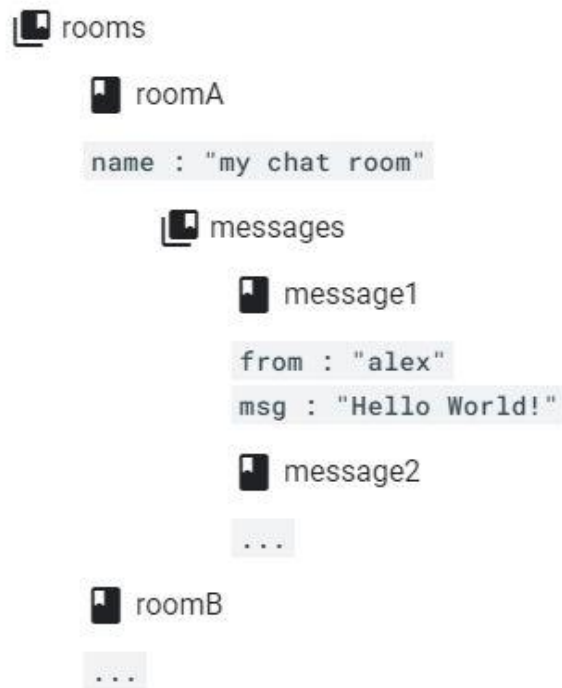 rooms
roomA
name : "my chat room"
messages
message1
from : "alex"
msg : "Hello World!"
message2
...
roomB
...